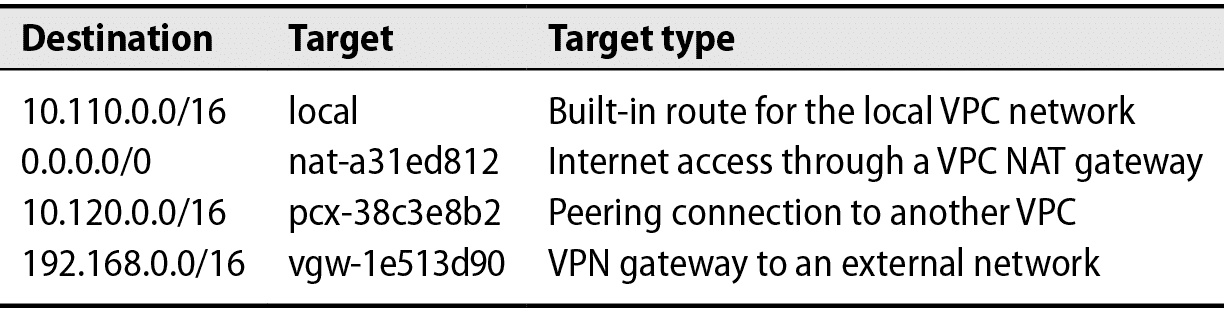 Destination Target Target type
10.110.0.0/16 local Built-in route for the local VPC network
0.0.0.0/0 nat-a31ed812 Internet access through a VPC NAT gateway
10.120.0.0/16 pcx-38c3e8b2 Peering connection to another VPC
192.168.0.0/16 vgw-1e513d90 VPN gateway to an external network